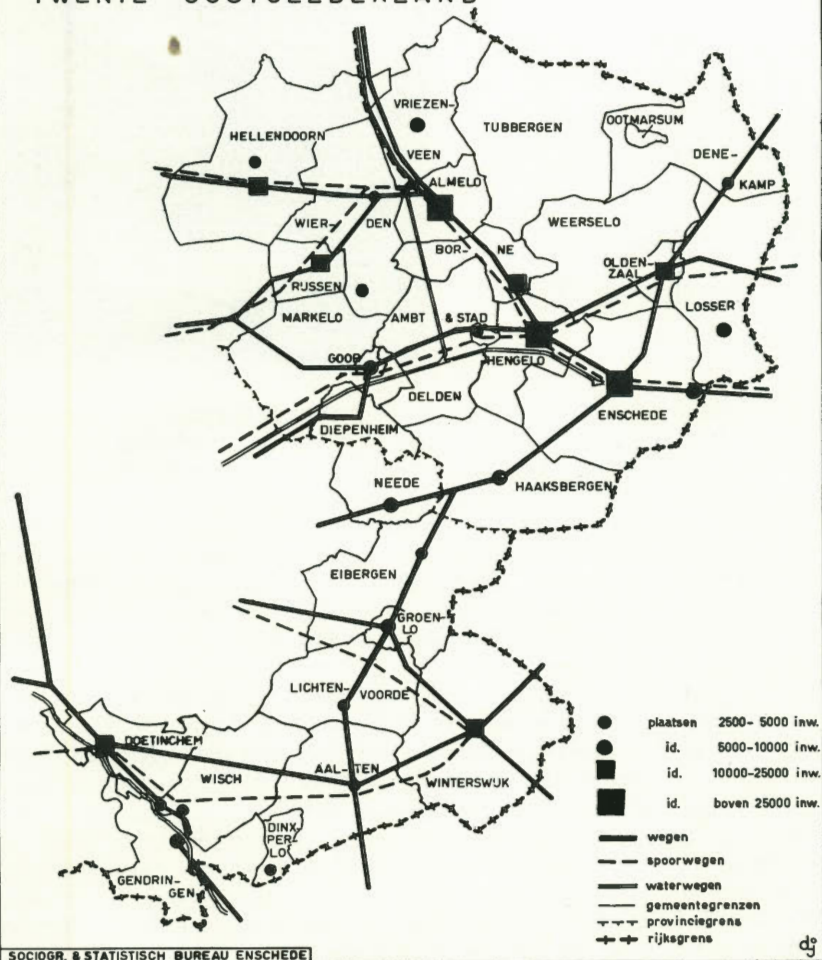 TWENTE OOSTGELDERLAND
VRIEZEN-
VEEN
TUBBERGEN
OOTMARSUM
HELLENDOORN
DENE-
KAMP
ALMELO
WIER-
DEN
WEERSELO
BOR-
NE
OLDEN-
ZAAL
RIJSSEN
LOSSER
MARKELO
AMBT
& STAD
GOOR
HENGELO
DELDEN
ENSCHEDE
DIEPENHEIM
NEEDE
HAAKSBERGEN
EIBERGEN
GROEN-
LO
LICHTEN-
VOORDE
DOETINCHEM
WISCH
AAL-TEN
WINTERSWIJK
DINX-
PER-
LO
GENDRIN-
GEN
plaatsen 2500- 5000 inw.
id. 5000-10000 inw.
id. 10000-25000 inw.
id. boven 25000 inw.
wegen
spoorwegen
waterwegen
gemeentegrenzen
provinciegrens
rijksgrens
SOCIOGR. & STATISTISCH BUREAU ENSCHEDE